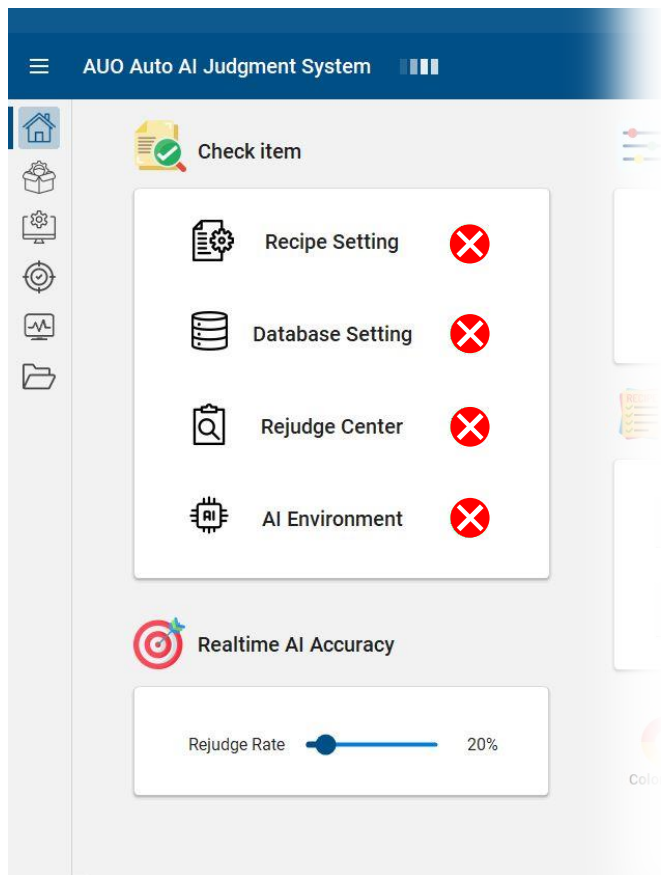 AUO Auto AI Judgment System
Check item
Recipe Setting
Database Setting
Rejudge Center
AI
AI Environment
Realtime AI Accuracy
Rejudge Rate 20%